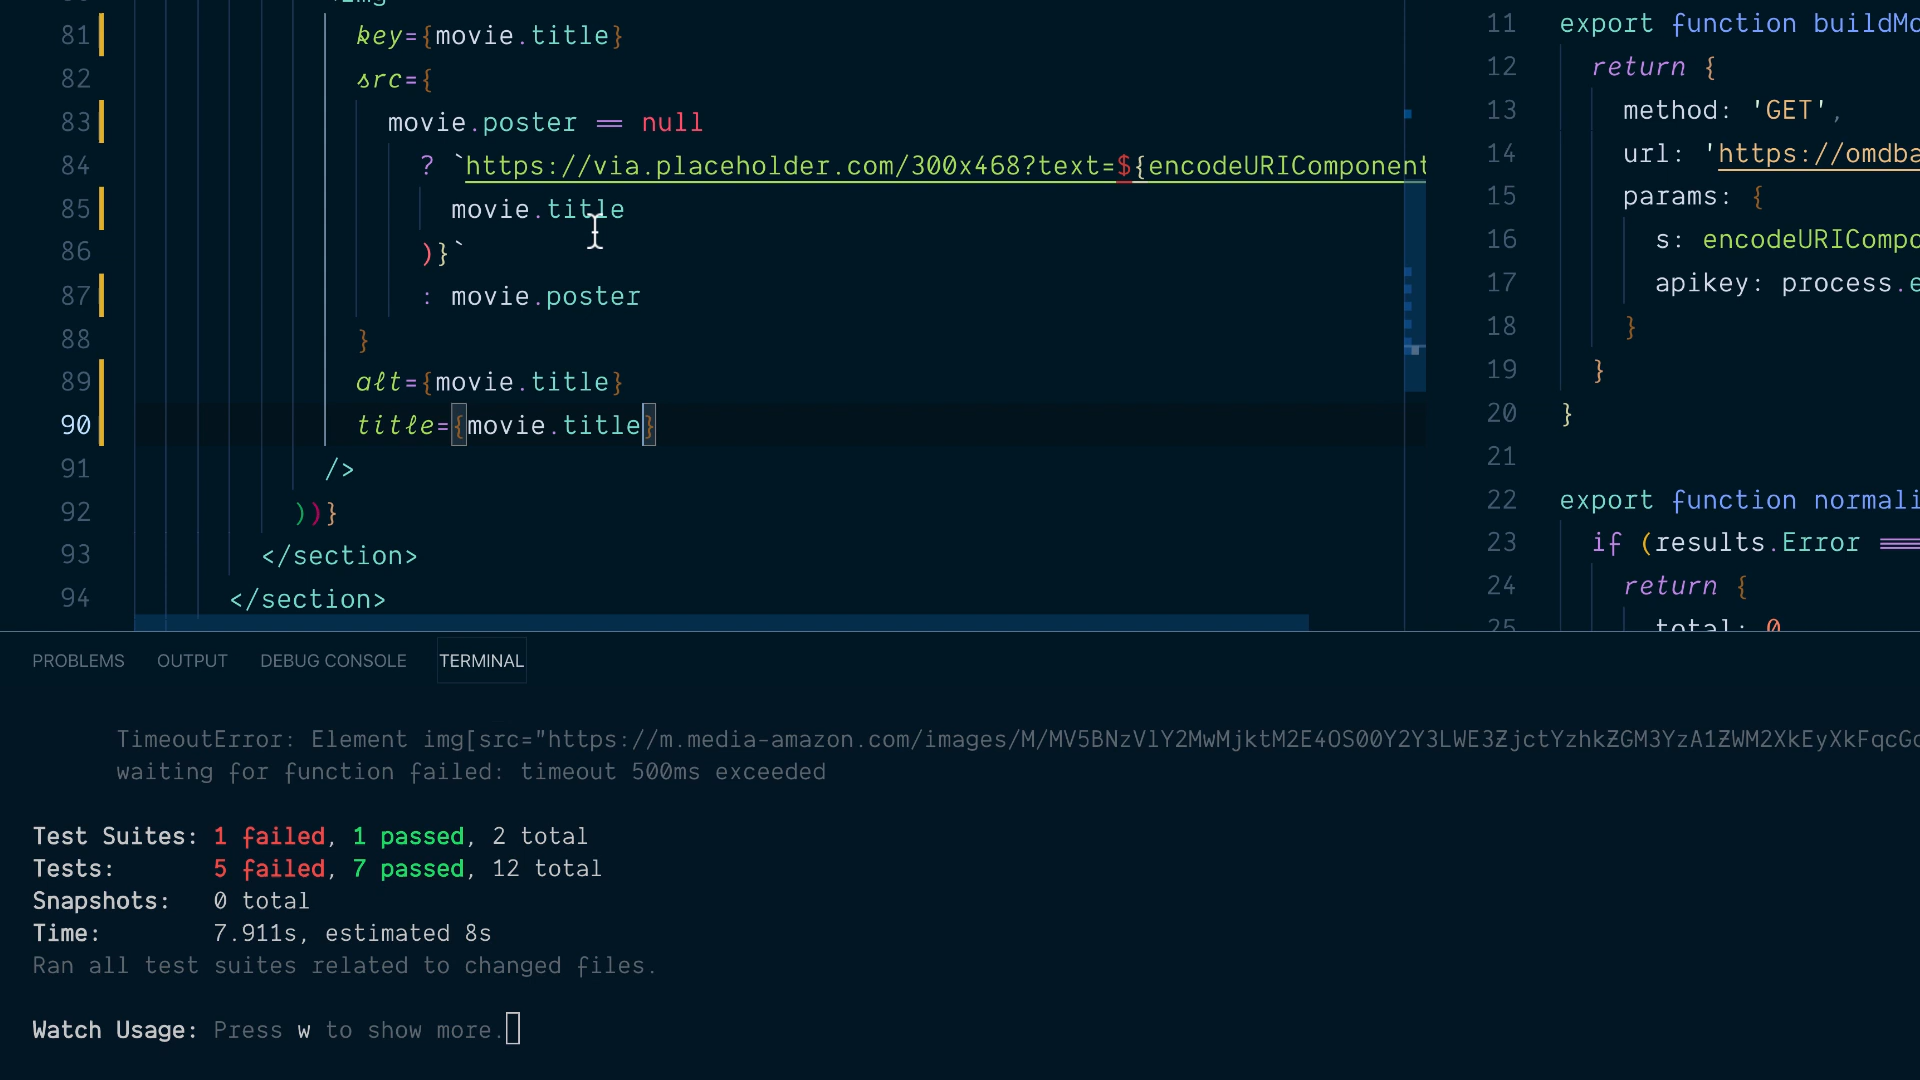 81 key={movie.title}
82 src={
83 movie.poster == null
84 ? `https://via.placeholder.com/300x468?text=${encodeURIComponent
85 movie.title
86 )}`
87 : movie.poster
88 }
89 alt={movie.title}
90 title={movie.title}
91 />
92 ))}
93 </section>
94 </section>
11 export function buildMo
12 return {
13 method: 'GET',
14 url: 'https://omdba
15 params: {
16 s: encodeURICompo
17 apikey: process.e
18 }
19 }
20 }
21
22 export function normali
23 if (results.Error ===
24 return {
25 total: 0
PROBLEMS OUTPUT DEBUG CONSOLE TERMINAL
TimeoutError: Element img[src="https://m.media-amazon.com/images/M/MV5BNzVlY2MwMjktM2E4OS00Y2Y3LWE3ZjctYzhkZGM3YzA1ZWM2XkEyXkFqcGc
waiting for function failed: timeout 500ms exceeded
Test Suites: 1 failed, 1 passed, 2 total
Tests: 5 failed, 7 passed, 12 total
Snapshots: 0 total
Time: 7.911s, estimated 8s
Ran all test suites related to changed files.
Watch Usage: Press w to show more.